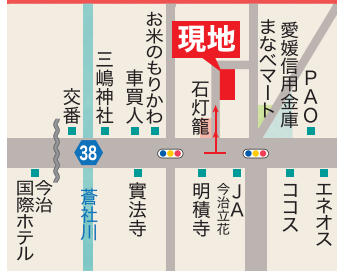 現地
お米のもりかわ
愛媛信用金庫
まなべマート
三嶋神社
車買人
石灯籠
PAO
交番
38
今治
国際ホテル
蒼社川
實法寺
明積寺
JA
今治立花
ココス
エネオス